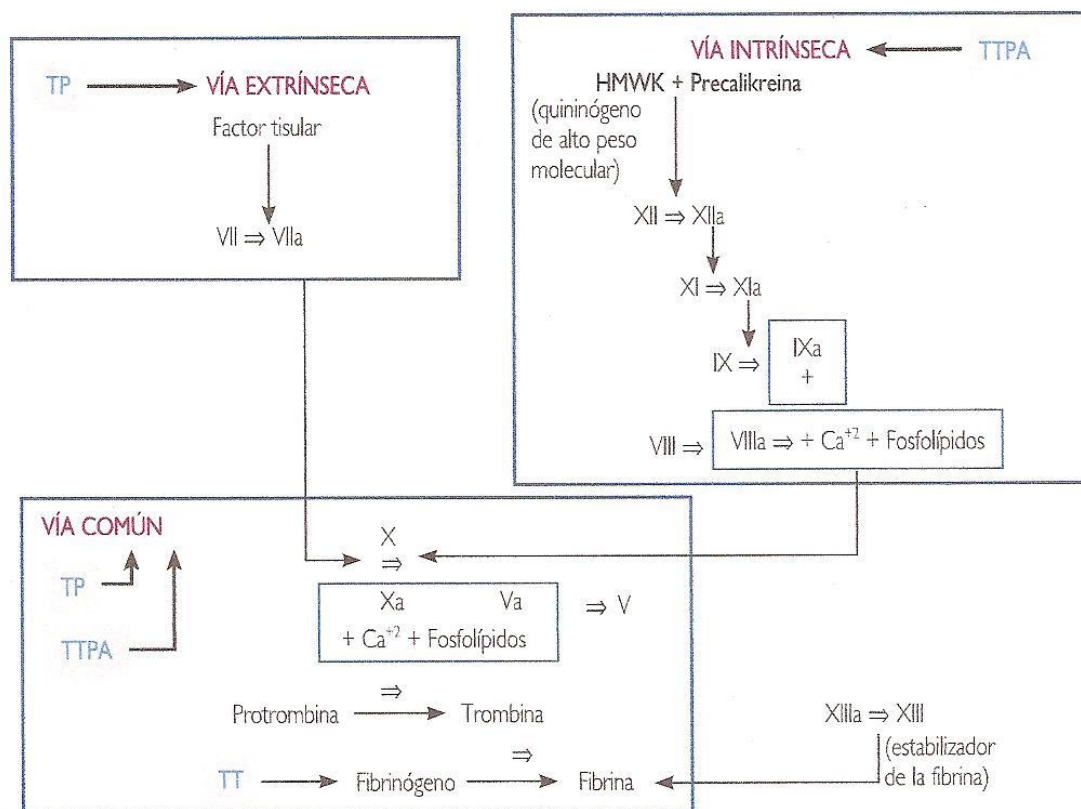 TP
VÍA EXTRÍNSECA
Factor tisular
VII ⇒ VIIa
VÍA INTRÍNSECA
TTPA
HMWK + Precalikreina
(quininógeno
de alto peso
molecular)
XII ⇒ XIIa
XI ⇒ XIa
IX ⇒
IXa
+
VIII ⇒
VIIIa ⇒ + Ca⁺² + Fosfolípidos
VÍA COMÚN
TP
TTPA
X
⇒
Xa Va
+ Ca⁺² + Fosfolípidos
⇒ V
⇒
Protrombina
Trombina
⇒
TT
Fibrinógeno
Fibrina
XIIIa ⇒ XIII
(estabilizador
de la fibrina)